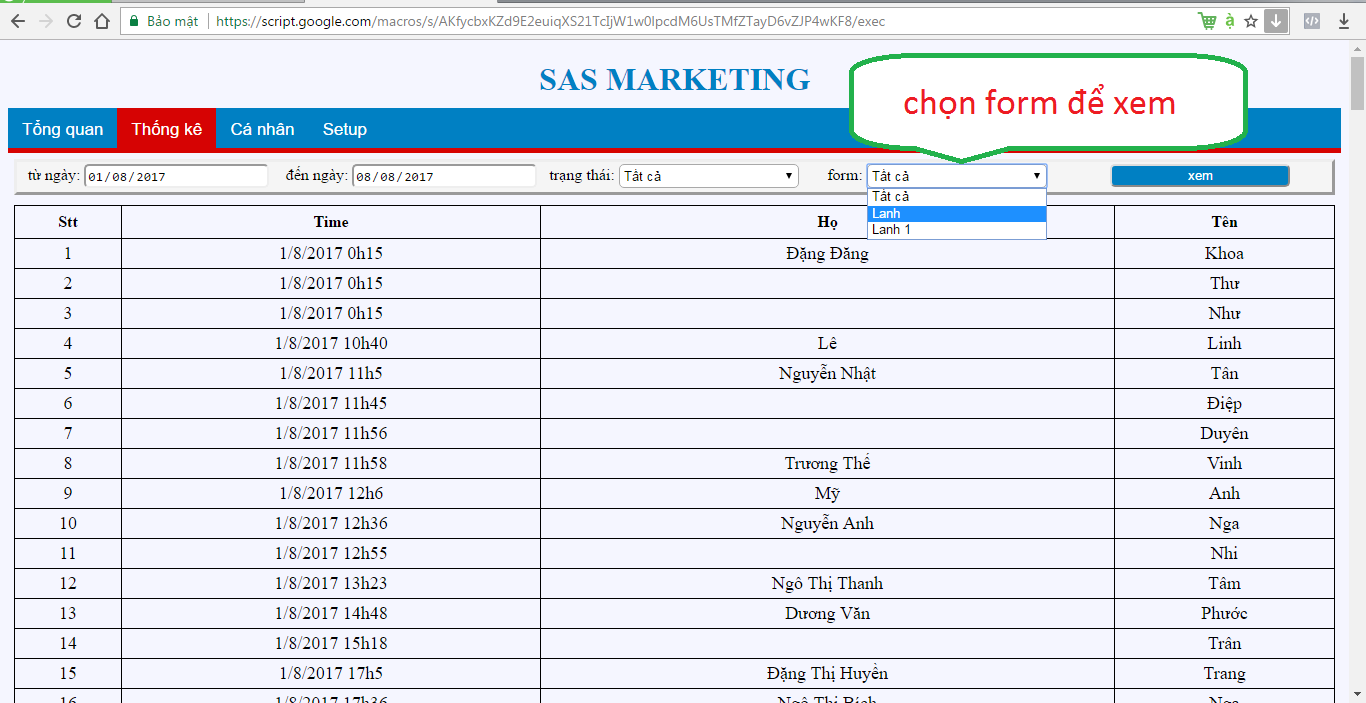 Bảo mật https://script.google.com/macros/s/AKfycbxKZd9E2euiqXS21TcIjW1w0lpcdM6UsTMfZTayD6vZJP4wKF8/exec
SAS MARKETING
chọn form để xem
Tổng quan Thống kê Cá nhân Setup
từ ngày: 01/08/2017 đến ngày: 08/08/2017 trạng thái: Tất cả form: Tất cả xem
Tất cả
Lanh
Lanh 1
Stt Time Họ Tên
1 1/8/2017 0h15 Đặng Đăng Khoa
2 1/8/2017 0h15 Thư
3 1/8/2017 0h15 Như
4 1/8/2017 10h40 Lê Linh
5 1/8/2017 11h5 Nguyễn Nhật Tân
6 1/8/2017 11h45 Điệp
7 1/8/2017 11h56 Duyên
8 1/8/2017 11h58 Trương Thế Vinh
9 1/8/2017 12h6 Mỹ Anh
10 1/8/2017 12h36 Nguyễn Anh Nga
11 1/8/2017 12h55 Nhi
12 1/8/2017 13h23 Ngô Thị Thanh Tâm
13 1/8/2017 14h48 Dương Văn Phước
14 1/8/2017 15h18 Trân
15 1/8/2017 17h5 Đặng Thị Huyền Trang
16 1/8/2017 17h36 Ngô Thị Bích Nga